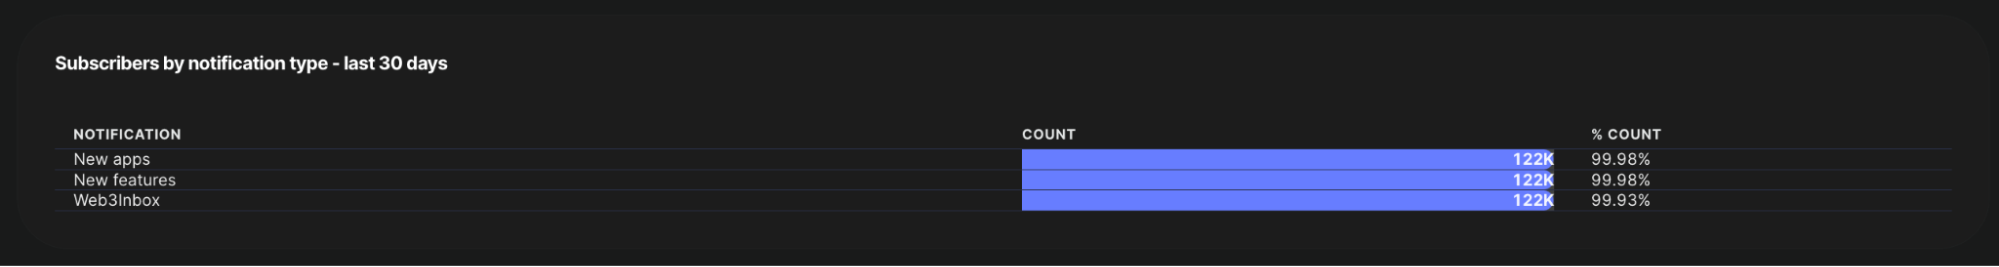 Subscribers by notification type - last 30 days
NOTIFICATION COUNT % COUNT
New apps 122K 99.98%
New features 122K 99.98%
Web3Inbox 122K 99.93%